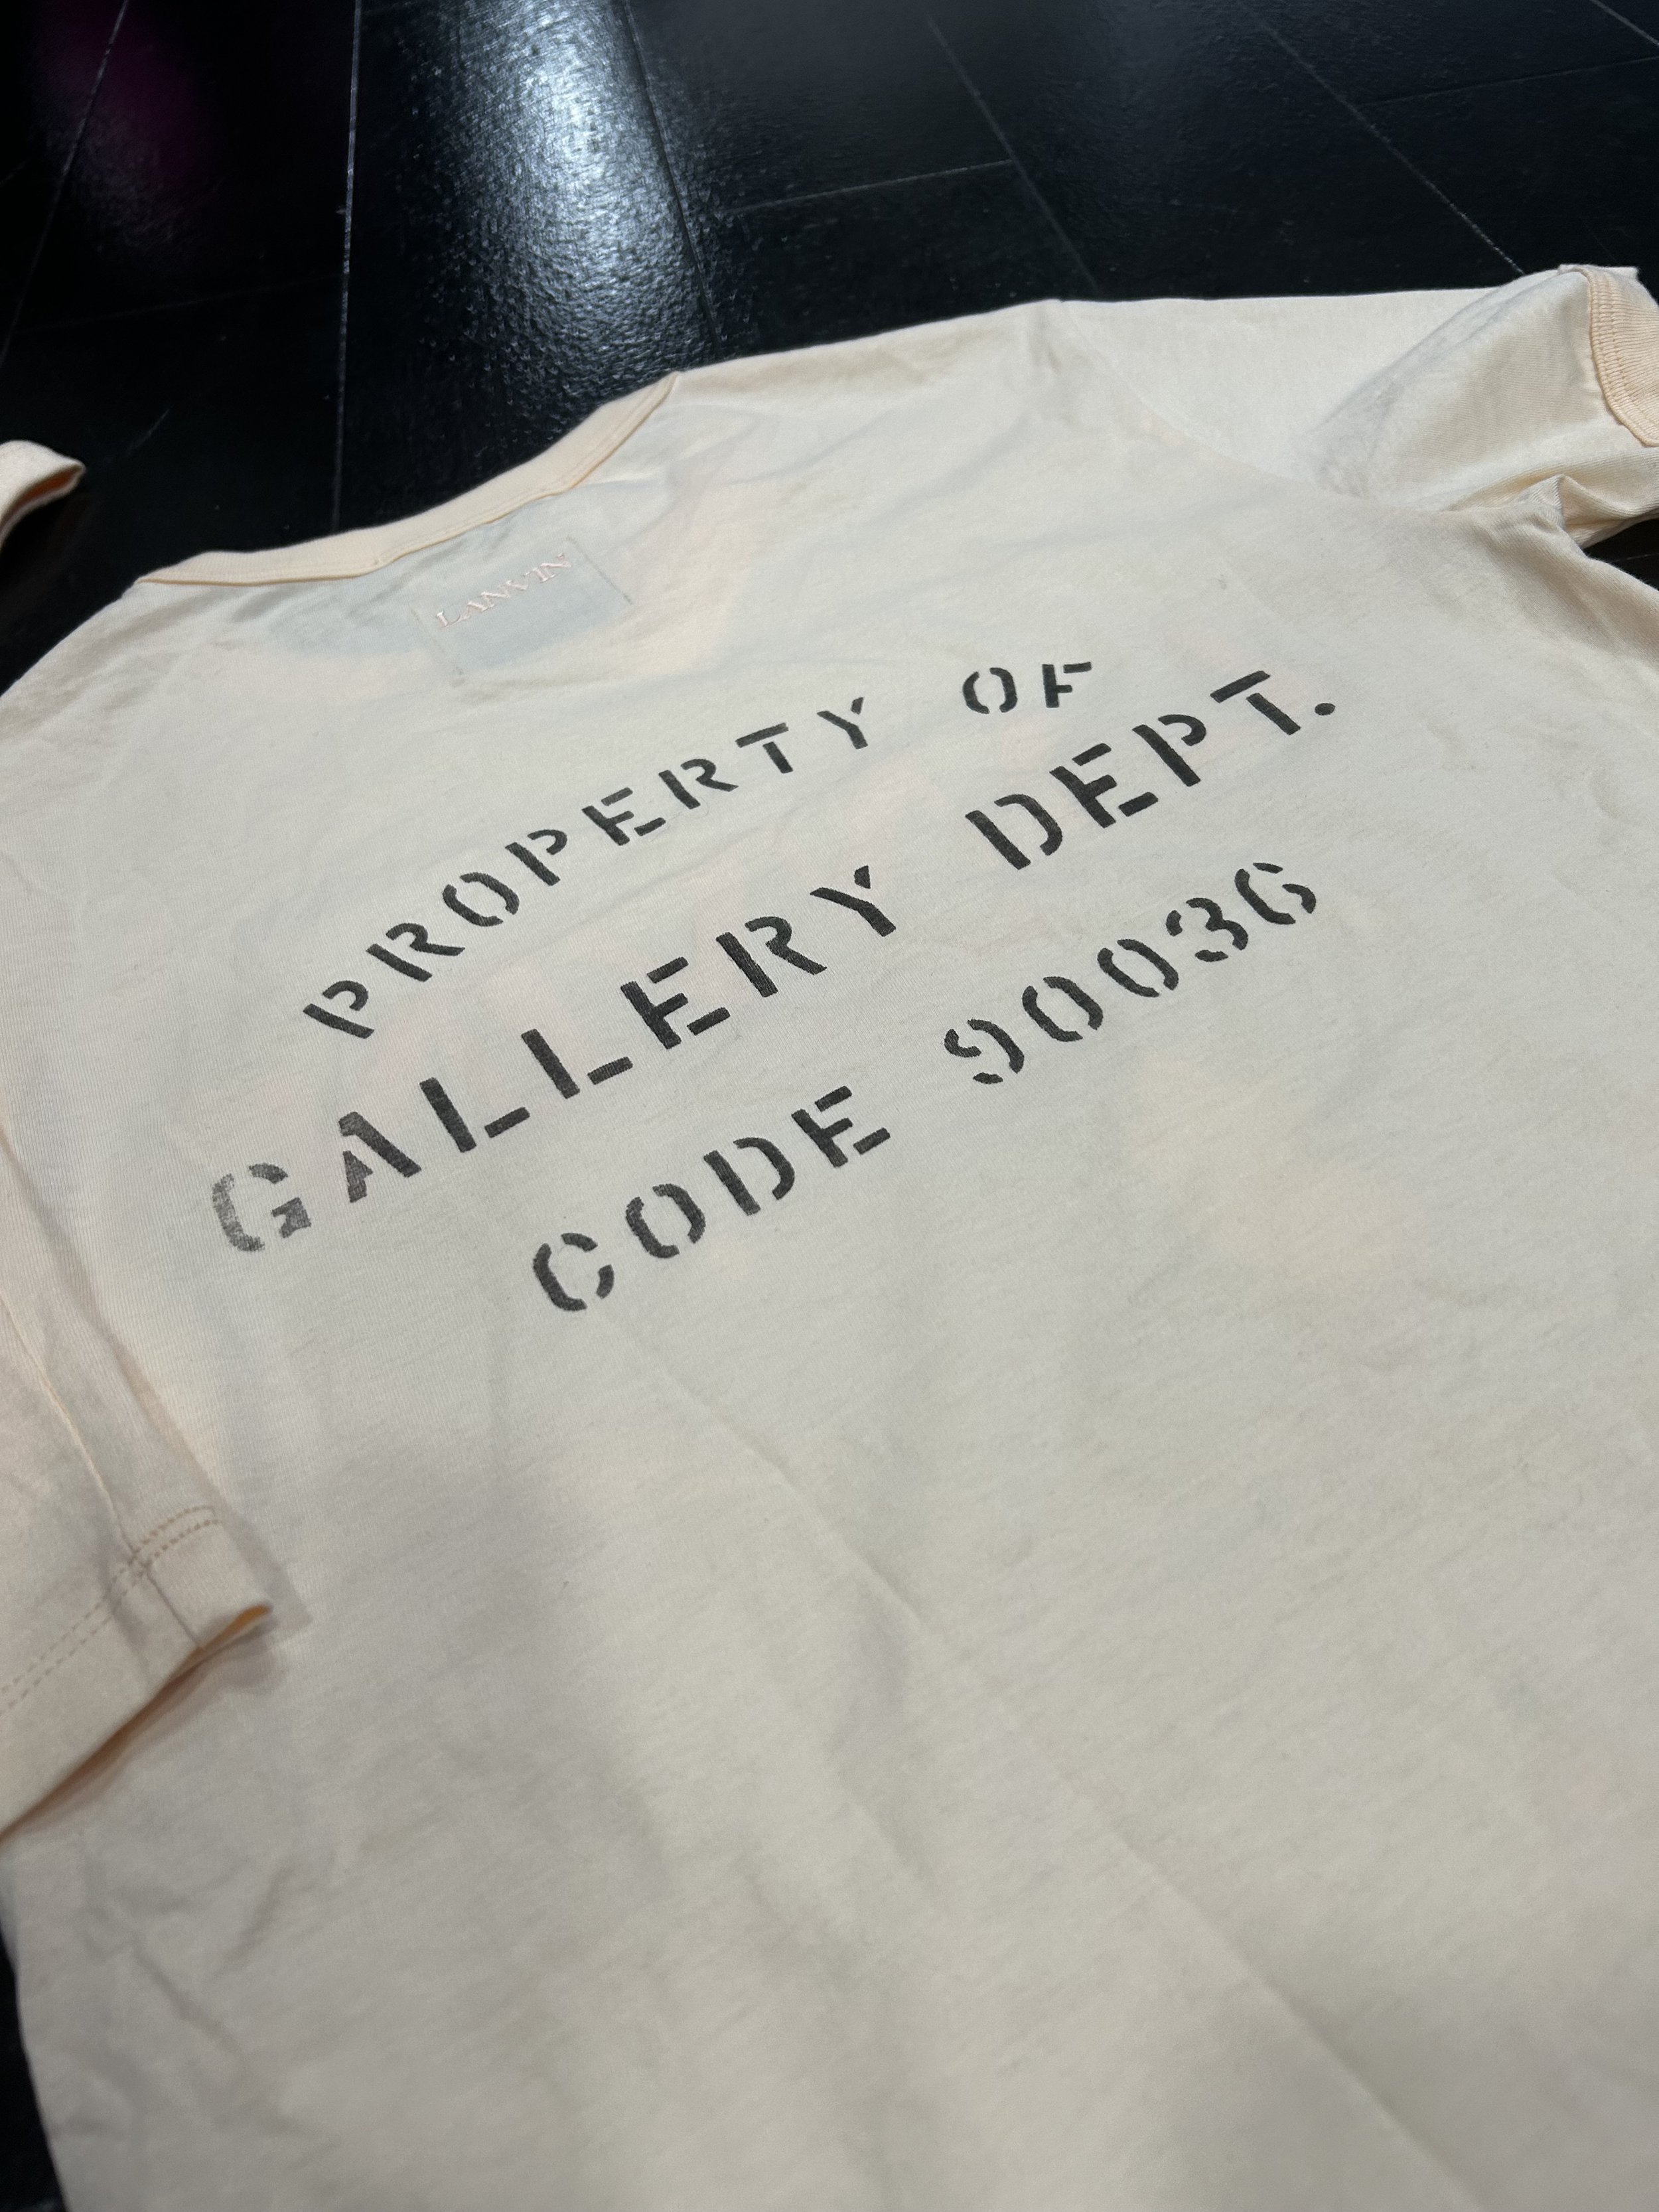 LANVIN
PROPERTY OF
GALLERY DEPT.
CODE 90036